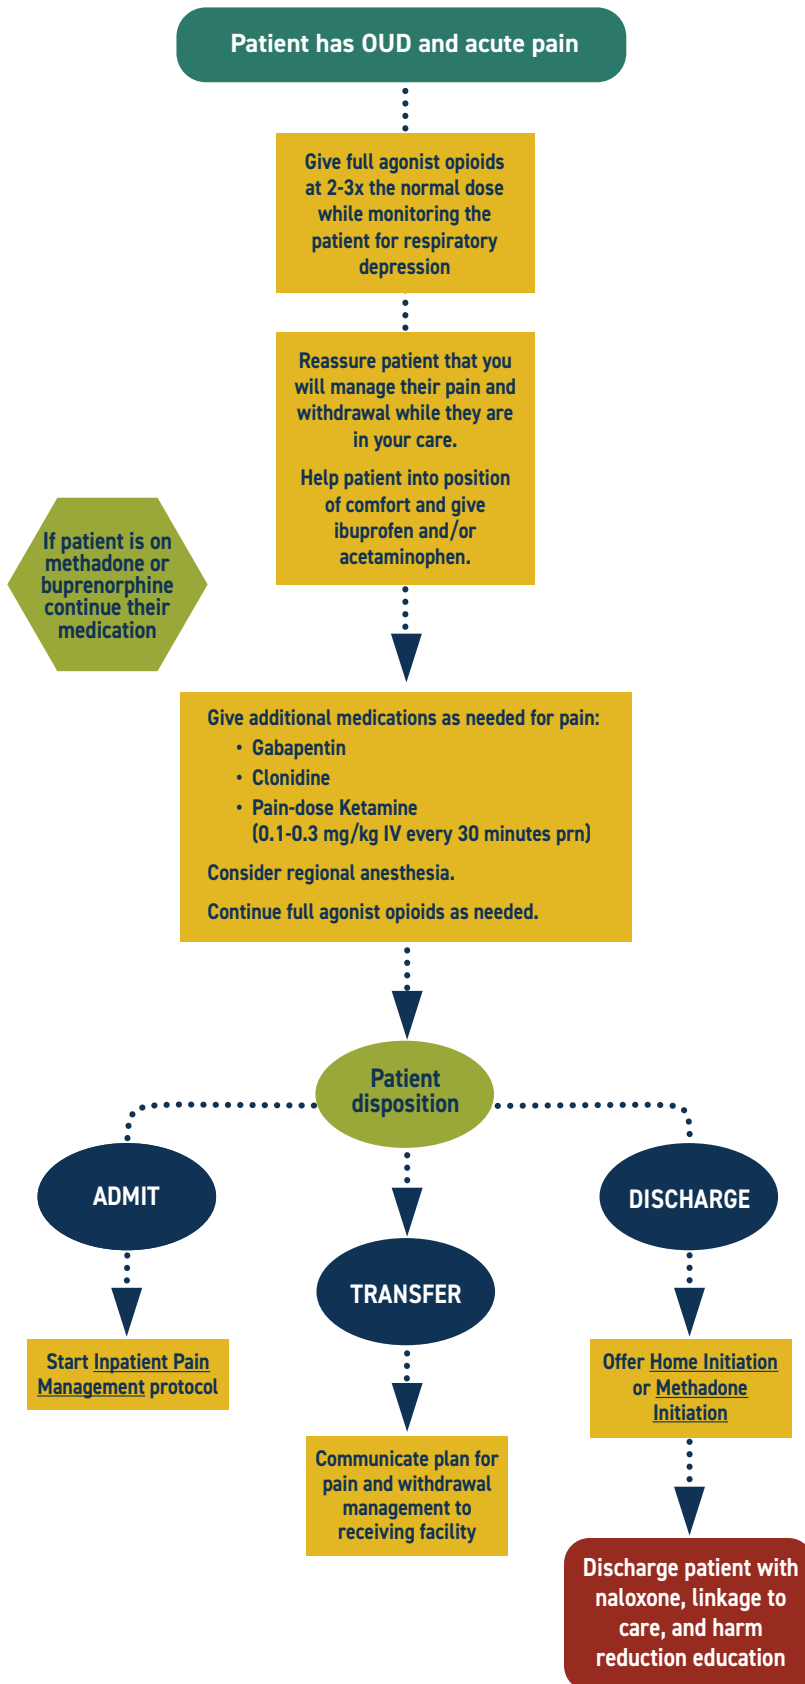 Patient has OUD and acute pain
Give full agonist opioids
at 2-3x the normal dose
while monitoring the
patient for respiratory
depression
Reassure patient that you
will manage their pain and
withdrawal while they are
in your care.
Help patient into position
of comfort and give
ibuprofen and/or
acetaminophen.
If patient is on
methadone or
buprenorphine
continue their
medication
Give additional medications as needed for pain:
• Gabapentin
• Clonidine
• Pain-dose Ketamine
(0.1-0.3 mg/kg IV every 30 minutes prn)
Consider regional anesthesia.
Continue full agonist opioids as needed.
Patient
disposition
ADMIT
Start Inpatient Pain
Management protocol
TRANSFER
Communicate plan for
pain and withdrawal
management to
receiving facility
DISCHARGE
Offer Home Initiation
or Methadone
Initiation
Discharge patient with
naloxone, linkage to
care, and harm
reduction education